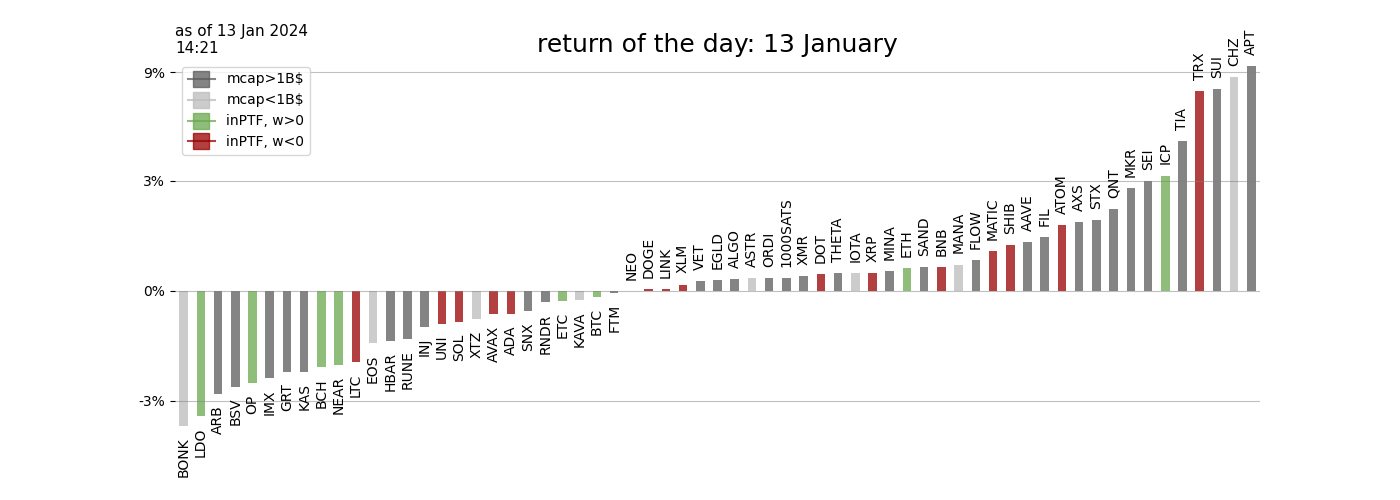 as of 13 Jan 2024
14:21
return of the day: 13 January
9%
3%
0%
-3%
mcap>1B$
mcap<1B$
inPTF, w>0
inPTF, w<0
BONK
LDO
ARB
BSV
OP
IMX
GRT
KAS
BCH
NEAR
LTC
EOS
HBAR
RUNE
INJ
UNI
SOL
XTZ
AVAX
ADA
SNX
RNDR
ETC
KAVA
BTC
FTM
NEO
DOGE
LINK
XLM
VET
EGLD
ALGO
ASTR
ORDI
1000SATS
XMR
DOT
THETA
IOTA
XRP
MINA
ETH
SAND
BNB
MANA
FLOW
MATIC
SHIB
AAVE
FIL
ATOM
AXS
STX
QNT
MKR
SEI
ICP
TIA
TRX
SUI
CHZ
APT